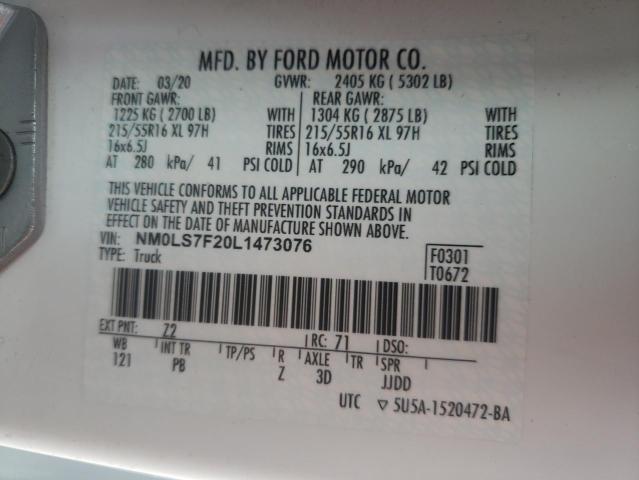 MFD. BY FORD MOTOR CO.
DATE: 03/20 GVWR: 2405 KG ( 5302 LB)
FRONT GAWR: REAR GAWR:
1225 KG ( 2700 LB) WITH 1304 KG ( 2875 LB) WITH
215/55R16 XL 97H TIRES 215/55R16 XL 97H TIRES
16x6.5J RIMS 16x6.5J RIMS
AT 280 kPa/ 41 PSI COLD AT 290 kPa/ 42 PSI COLD
THIS VEHICLE CONFORMS TO ALL APPLICABLE FEDERAL MOTOR
VEHICLE SAFETY AND THEFT PREVENTION STANDARDS IN
EFFECT ON THE DATE OF MANUFACTURE SHOWN ABOVE.
VIN: NM0LS7F20L1473076 F0301
TYPE: Truck T0672
EXT PNT: Z2 RC: 71 DSO:
WB INT TR TP/PS R AXLE TR SPR
121 PB Z 3D JJDD
UTC ▽ 5U5A-1520472-BA